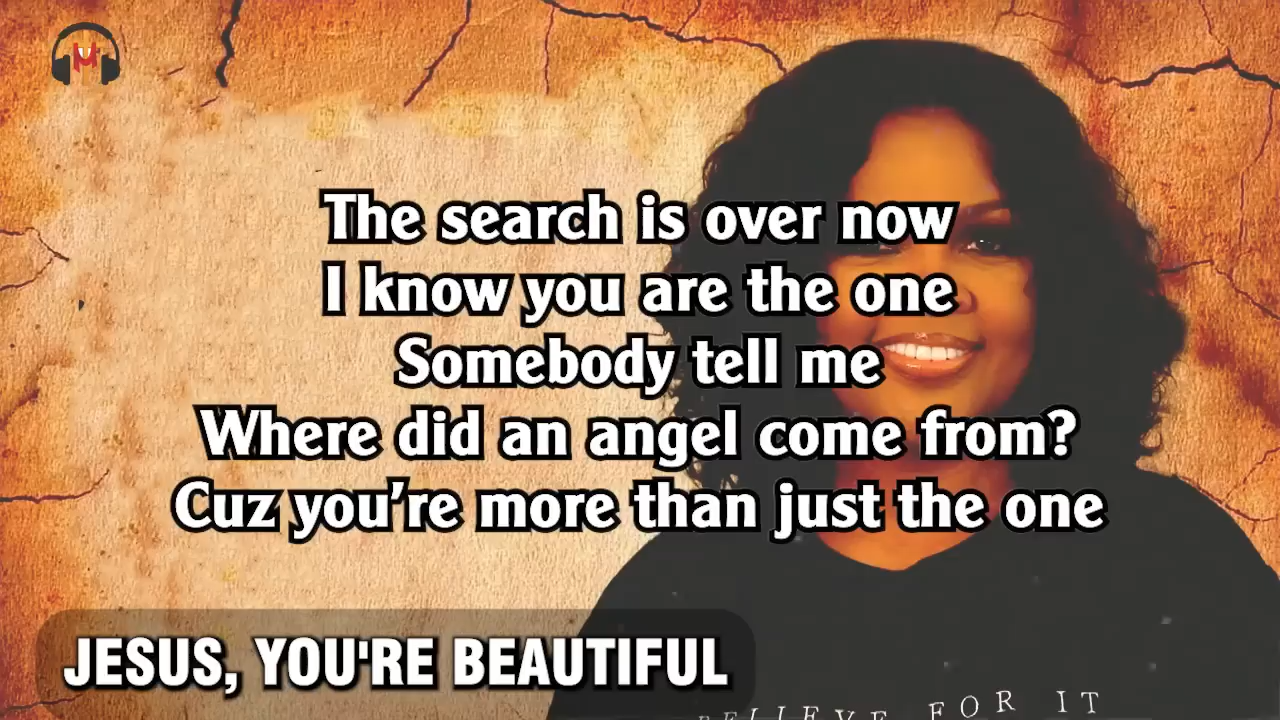 The search is over now
I know you are the one
Somebody tell me
Where did an angel come from?
Cuz you're more than just the one
JESUS, YOU'RE BEAUTIFUL
BELIEVE FOR IT